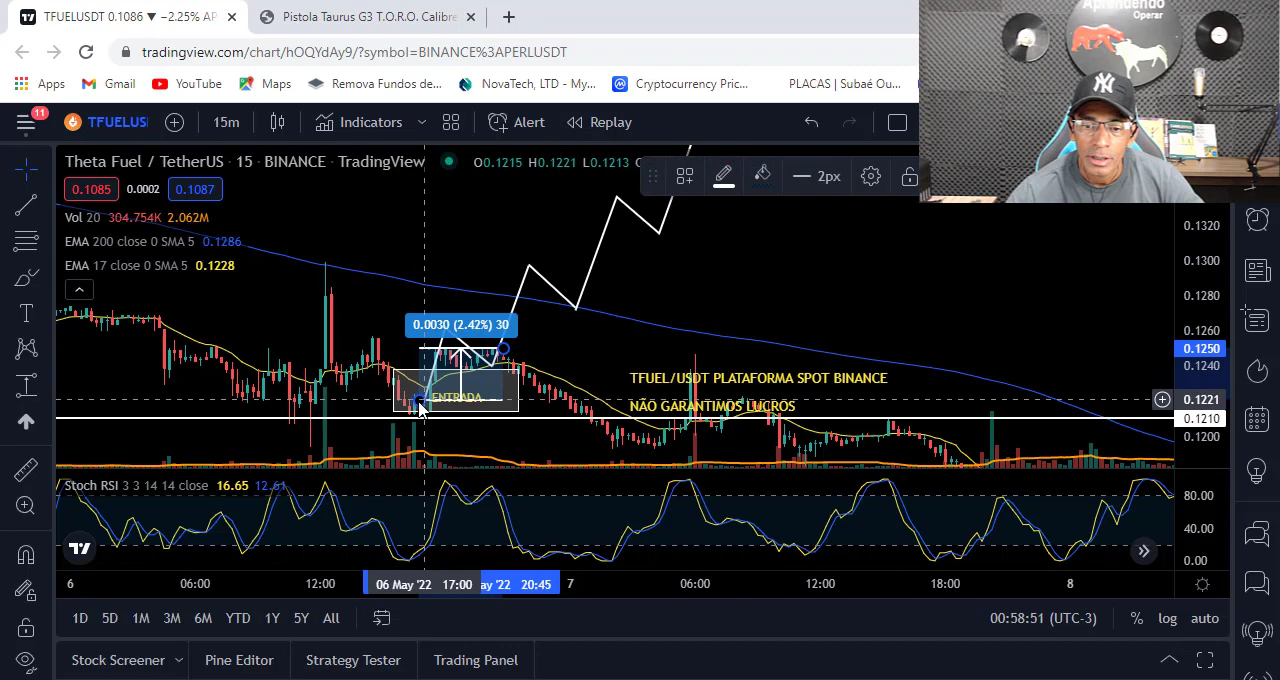 TFUELUSDT 0.1086 ▼ −2.25% AP
Pistola Taurus G3 T.O.R.O. Calibre
tradingview.com/chart/hOQYdAy9/?symbol=BINANCE%3APERLUSDT
Apps
Gmail
YouTube
Maps
Remova Fundos de...
NovaTech, LTD - My...
Cryptocurrency Pric...
PLACAS | Subaé Ou...
Aprendendo
Operar
NY
11
TFUELUS
15m
Indicators
Alert
Replay
Theta Fuel / TetherUS · 15 · BINANCE · TradingView
O0.1215 H0.1221 L0.1213 C
2px
0.1085
0.0002
0.1087
Vol 20 304.754K 2.062M
EMA 200 close 0 SMA 5 0.1286
EMA 17 close 0 SMA 5 0.1228
0.0030 (2.42%) 30
ENTRADA
TFUEL/USDT PLATAFORMA SPOT BINANCE
NÃO GARANTIMOS LUCROS
0.1320
0.1300
0.1280
0.1260
0.1250
0.1240
0.1221
0.1210
0.1200
Stoch RSI 3 3 14 14 close 16.65 12.61
80.00
40.00
0.00
6
06:00
12:00
06 May '22 17:00
ay '22 20:45
7
06:00
12:00
18:00
8
1D 5D 1M 3M 6M YTD 1Y 5Y All
00:58:51 (UTC-3)
% log auto
Stock Screener
Pine Editor
Strategy Tester
Trading Panel